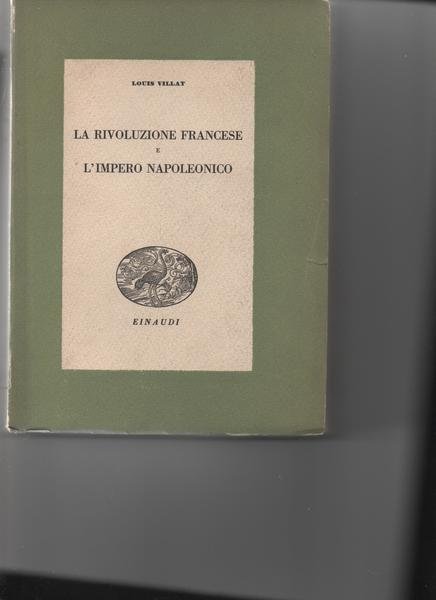 LOUIS VILLAT
LA RIVOLUZIONE FRANCESE
E
L'IMPERO NAPOLEONICO
EINAUDI